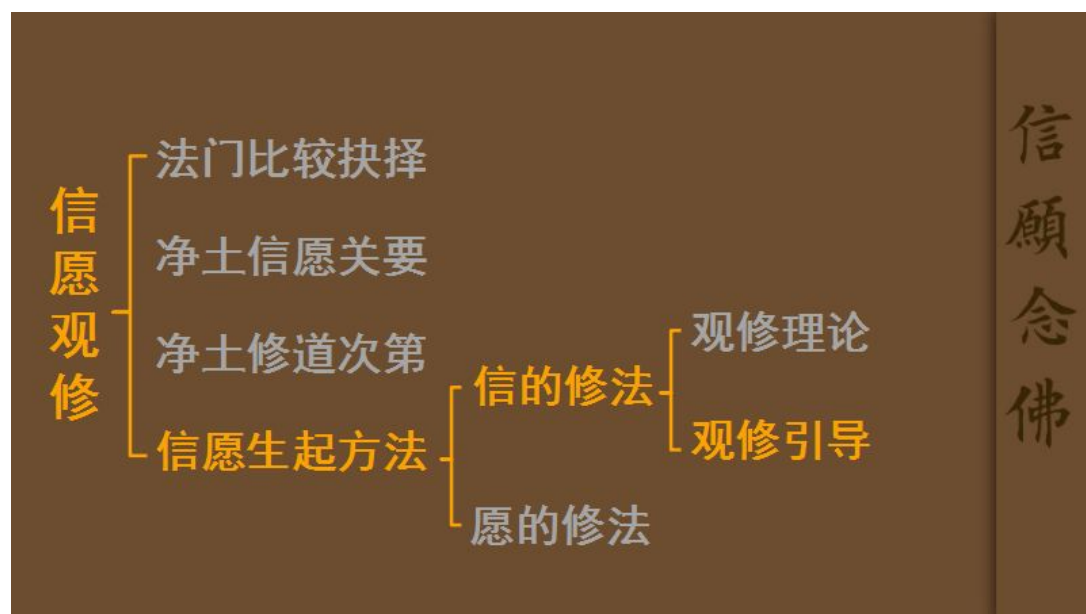 信愿观修
法门比较抉择
净土信愿关要
净土修道次第
信愿生起方法
信的修法
观修理论
观修引导
愿的修法
信願念佛